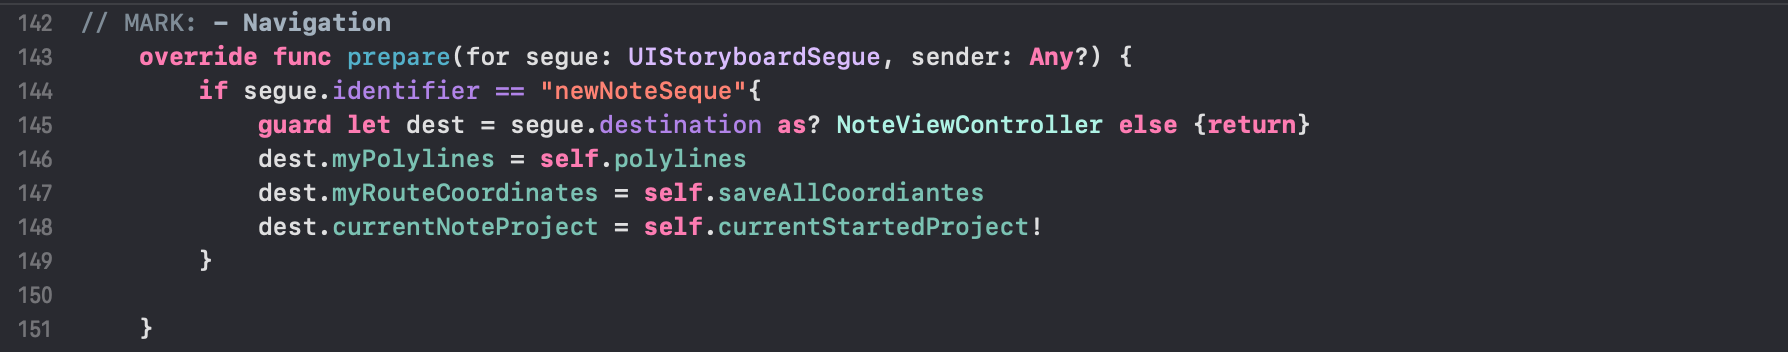 142 // MARK: - Navigation
143 override func prepare(for segue: UIStoryboardSegue, sender: Any?) {
144 if segue.identifier == "newNoteSeque"{
145 guard let dest = segue.destination as? NoteViewController else {return}
146 dest.myPolylines = self.polylines
147 dest.myRouteCoordinates = self.saveAllCoordiantes
148 dest.currentNoteProject = self.currentStartedProject!
149 }
150
151 }